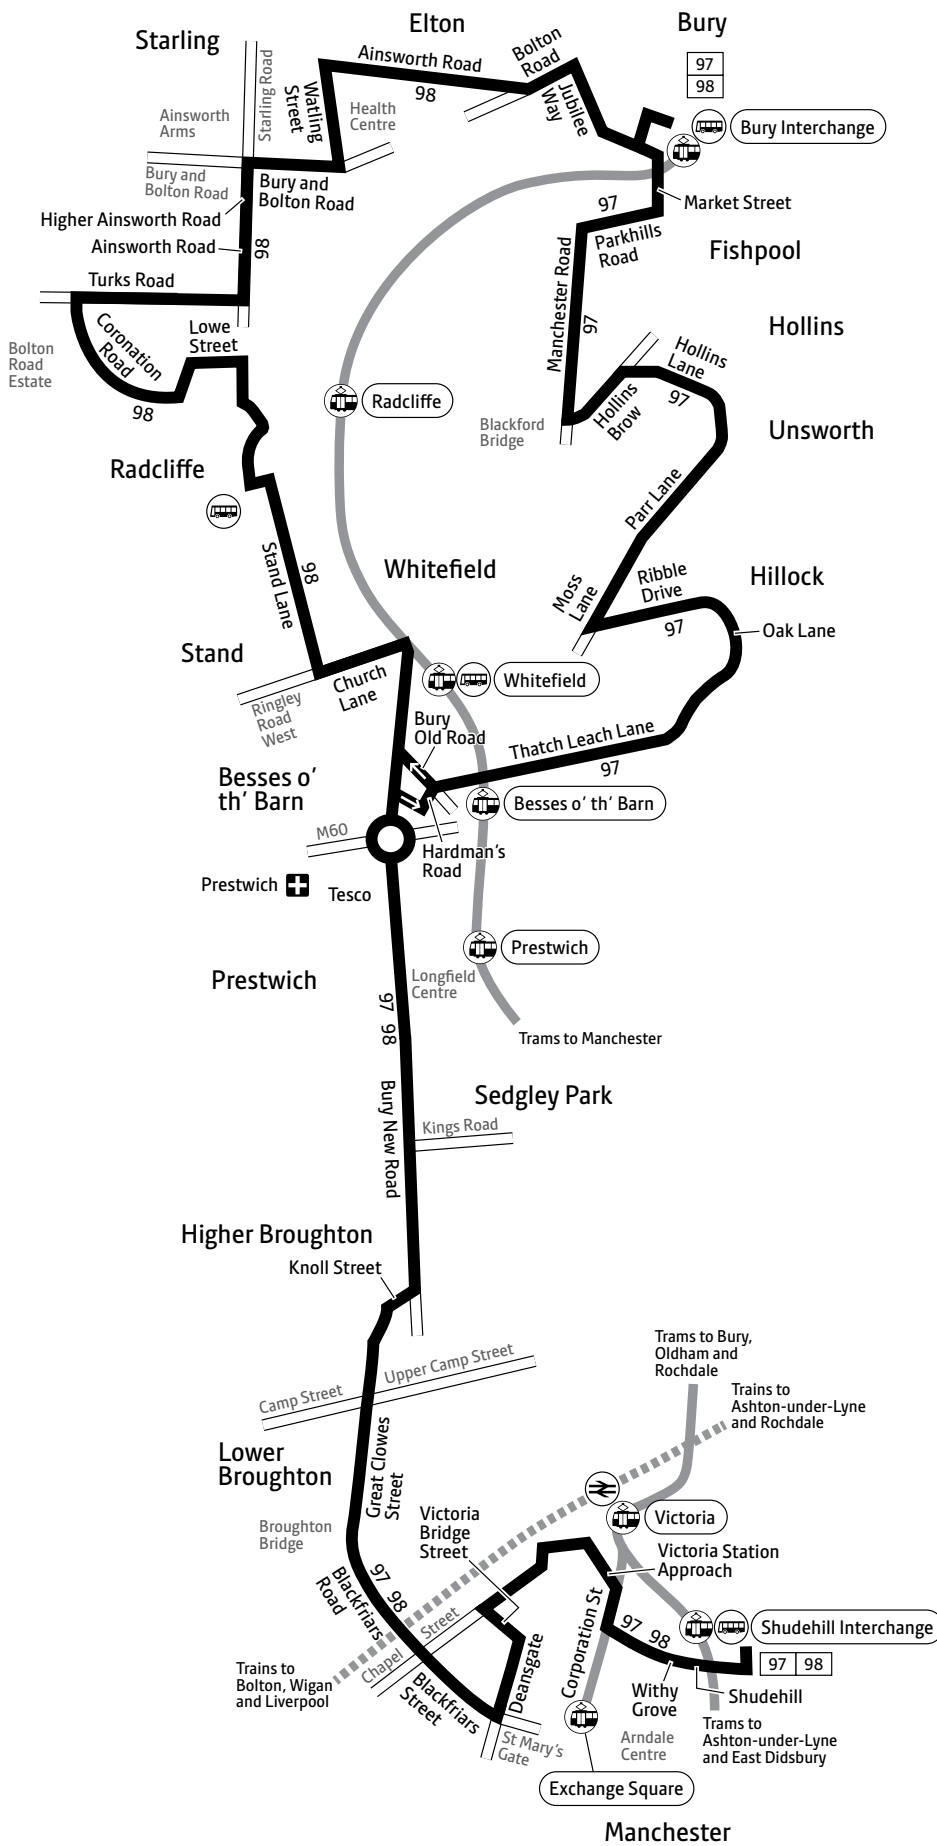 Elton
Bury
Starling
Bolton
Road
Ainsworth Road
97
98
98
Starling Road
Watling
Street
Jubilee
Way
Health
Centre
Ainsworth
Arms
Bury Interchange
Bury and
Bolton Road
Bury and
Bolton Road
Market Street
Higher Ainsworth Road
97
Ainsworth Road
98
Parkhills
Road
Fishpool
Turks Road
Manchester Road
97
Coronation
Road
Lowe
Street
Hollins
Hollins
Lane
Bolton
Road
Estate
98
97
Radcliffe
Hollins
Brow
Blackford
Bridge
Unsworth
Radcliffe
Parr Lane
Whitefield
98
Stand Lane
Moss
Lane
Ribble
Drive
Hillock
97
Oak Lane
Stand
Church
Lane
Whitefield
Ringley
Road
West
Bury
Old Road
Thatch Leach Lane
97
Besses o’
th’ Barn
Besses o’ th’ Barn
M60
Hardman’s
Road
Prestwich
Tesco
Prestwich
Prestwich
Longfield
Centre
97
98
Trams to Manchester
Bury New Road
Sedgley Park
Kings Road
Higher Broughton
Knoll Street
Trams to Bury,
Oldham and
Rochdale
Upper Camp Street
Camp Street
Trains to
Ashton-under-Lyne
and Rochdale
Lower
Broughton
Great Clowes
Street
Victoria
Bridge
Street
Victoria
Broughton
Bridge
Victoria Station
Approach
97
98
Blackfriars
Road
Chapel
Street
Corporation St
97
98
Shudehill Interchange
Deansgate
97
98
Trains to
Bolton, Wigan
and Liverpool
Blackfriars
Street
Withy
Grove
Shudehill
St Mary’s
Gate
Arndale
Centre
Trams to
Ashton-under-Lyne
and East Didsbury
Exchange Square
Manchester